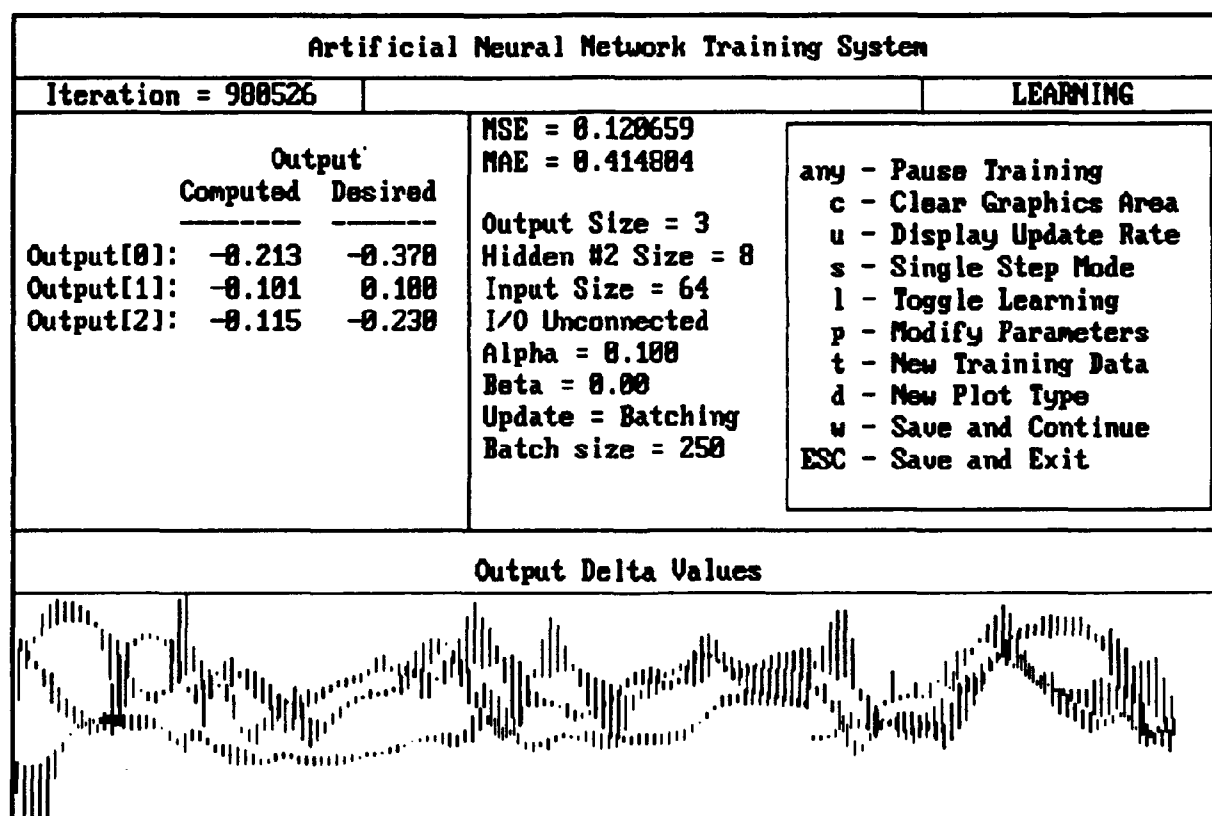 Artificial Neural Network Training System
Iteration = 980526
LEARNING
Output
Computed Desired
-------- -------
Output[0]: -0.213 -0.370
Output[1]: -0.101 0.100
Output[2]: -0.115 -0.230
MSE = 0.120659
MAE = 0.414804
Output Size = 3
Hidden #2 Size = 8
Input Size = 64
I/O Unconnected
Alpha = 0.100
Beta = 0.00
Update = Batching
Batch size = 250
any - Pause Training
c - Clear Graphics Area
u - Display Update Rate
s - Single Step Mode
l - Toggle Learning
p - Modify Parameters
t - New Training Data
d - New Plot Type
w - Save and Continue
ESC - Save and Exit
Output Delta Values